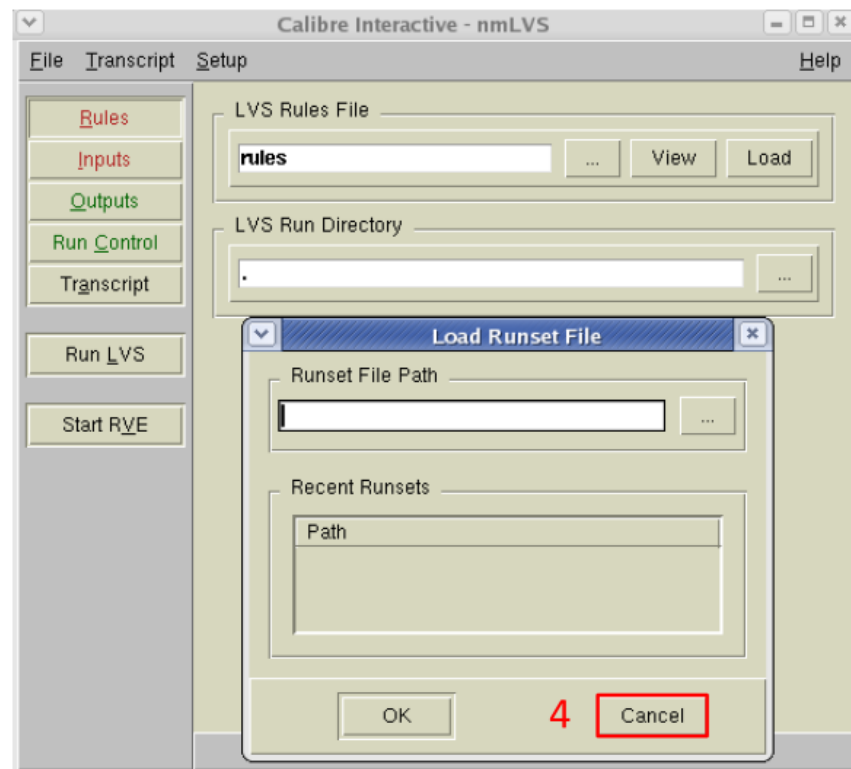 Calibre Interactive - nmLVS
File Transcript Setup Help
Rules
Inputs
Outputs
Run Control
Transcript
Run LVS
Start RVE
LVS Rules File
rules ... View Load
LVS Run Directory
. ...
Load Runset File
Runset File Path
...
Recent Runsets
Path
OK 4 Cancel